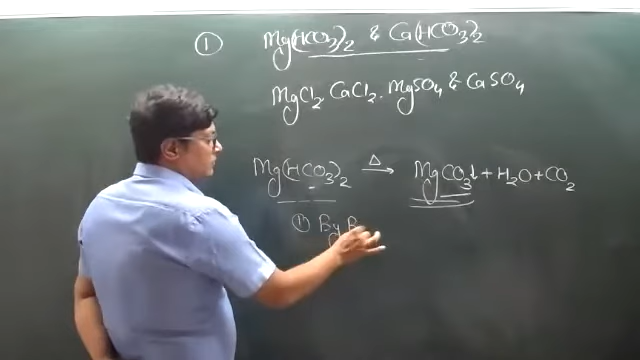 ① Mg(HCO₃)₂ & Ca(HCO₃)₂
MgCl₂ CaCl₂. MgSO₄ & CaSO₄
Mg(HCO₃)₂ —Δ→ MgCO₃↓ + H₂O + CO₂
① By B